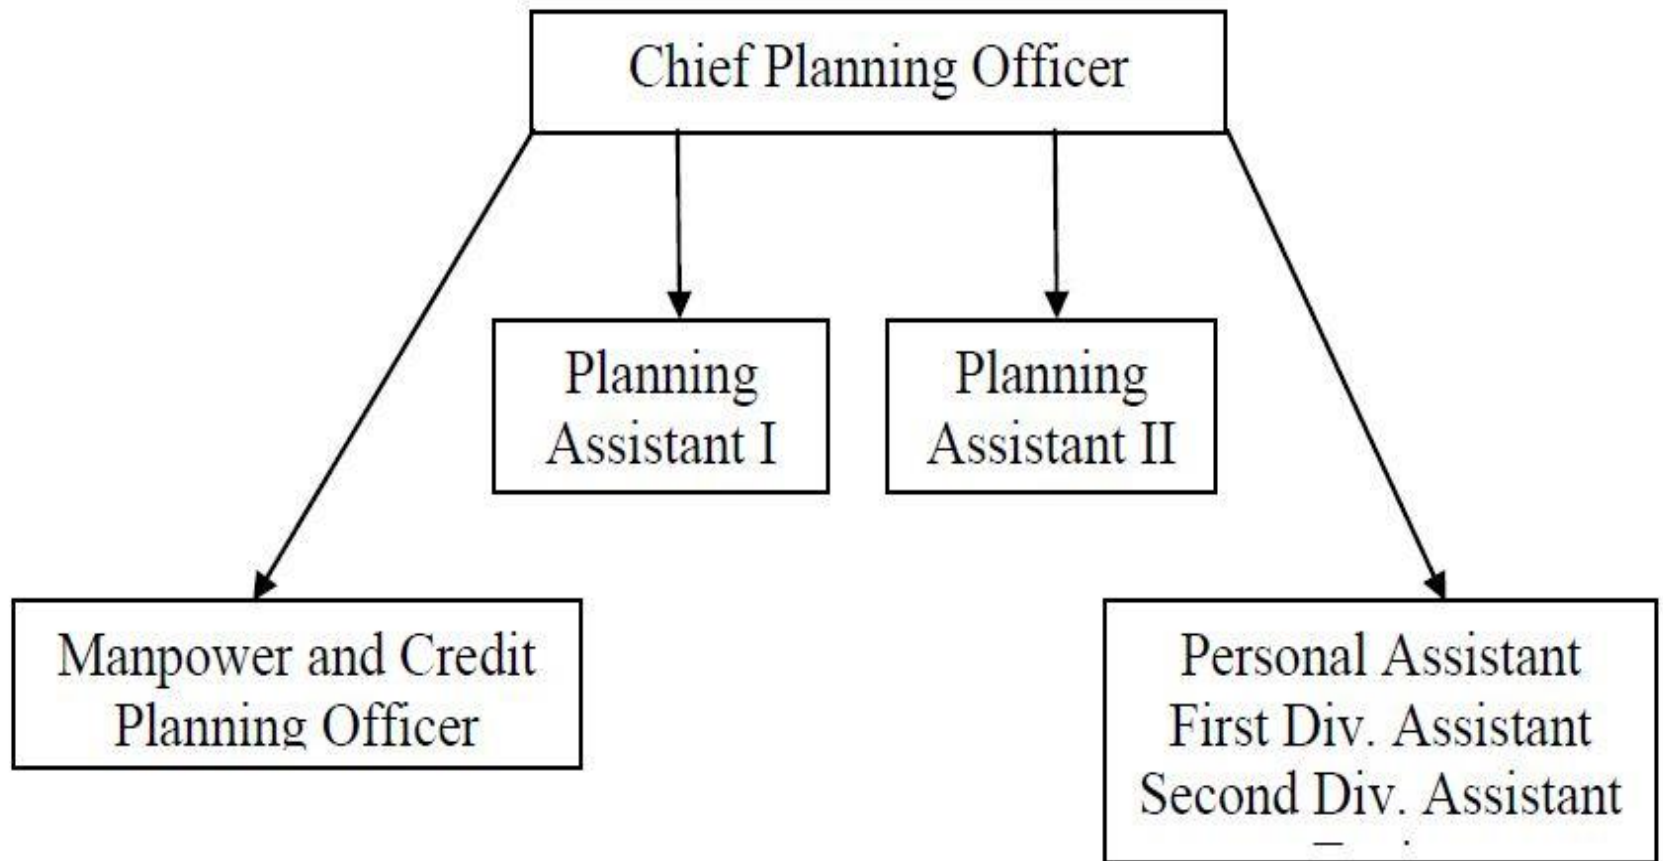 Chief Planning Officer
Planning
Assistant I
Planning
Assistant II
Manpower and Credit
Planning Officer
Personal Assistant
First Div. Assistant
Second Div. Assistant